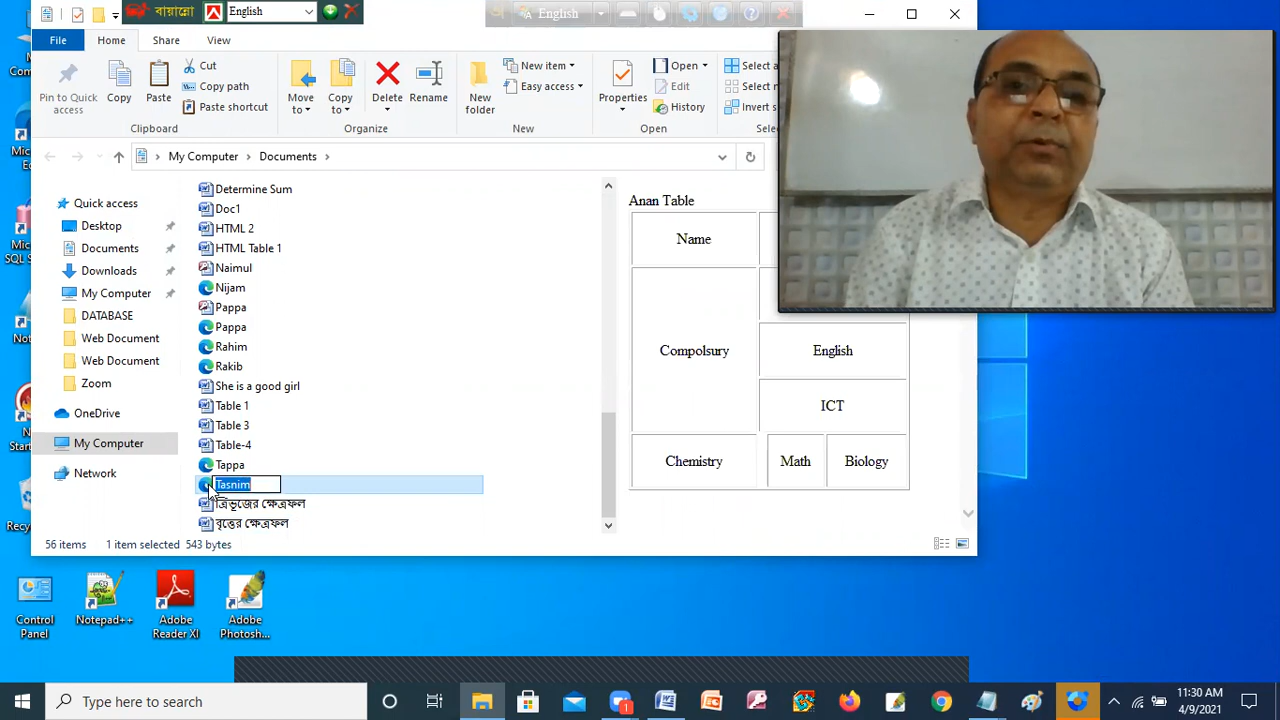 বায়ান্নো English English
File Home Share View
Pin to Quick access
Copy
Paste
Cut
Copy path
Paste shortcut
Clipboard
Move to
Copy to
Delete
Rename
Organize
New folder
New item
Easy access
New
Properties
Open
Edit
History
Open
Select a
Select n
Invert s
Sele
My Computer > Documents >
Quick access
Desktop
Documents
Downloads
My Computer
DATABASE
Web Document
Web Document
Zoom
OneDrive
My Computer
Network
Determine Sum
Doc1
HTML 2
HTML Table 1
Naimul
Nijam
Pappa
Pappa
Rahim
Rakib
She is a good girl
Table 1
Table 3
Table-4
Tappa
Tasnim
ত্রিভুজের ক্ষেত্রফল
বৃত্তের ক্ষেত্রফল
Anan Table
Name
Compolsury English
ICT
Chemistry Math Biology
56 items 1 item selected 543 bytes
Control Panel
Notepad++
Adobe Reader XI
Adobe Photosh...
Type here to search
1
11:30 AM
4/9/2021